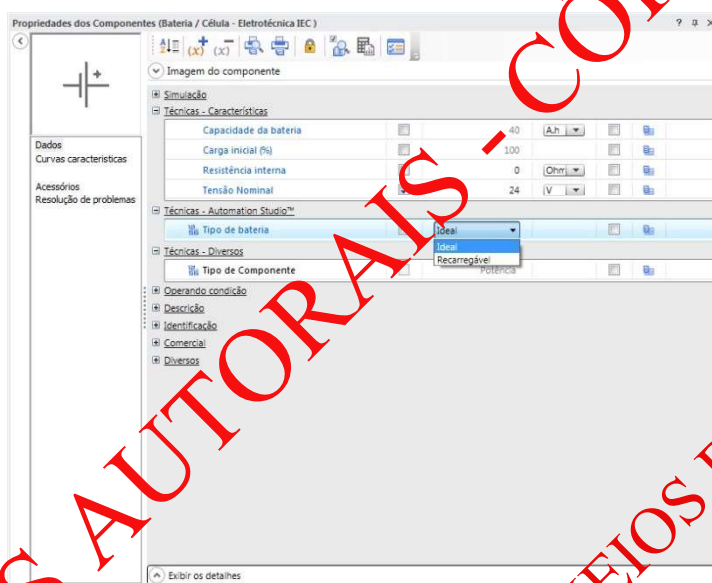 Propriedades dos Componentes (Bateria / Célula - Eletrotécnica IEC )
Imagem do componente
Simulação
Técnicas - Características
Capacidade da bateria 40 A.h
Carga inicial (%) 100
Resistência interna 0 Ohm
Tensão Nominal 24 V
Técnicas - Automation Studio™
Tipo de bateria Ideal
Ideal
Recarregável
Técnicas - Diversos
Tipo de Componente Potência
Operando condição
Descrição
Identificação
Comercial
Diversos
Dados
Curvas caracteristicas
Acessórios
Resolução de problemas
Exibir os detalhes
S AUTORAIS - CÓ
EIOS